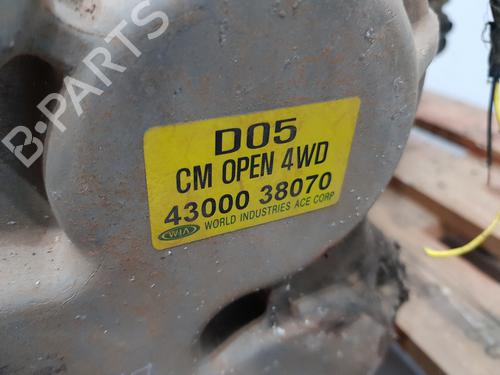 B-PARTS
D05
CM OPEN 4WD
43000 38070
WIA WORLD INDUSTRIES ACE CORP